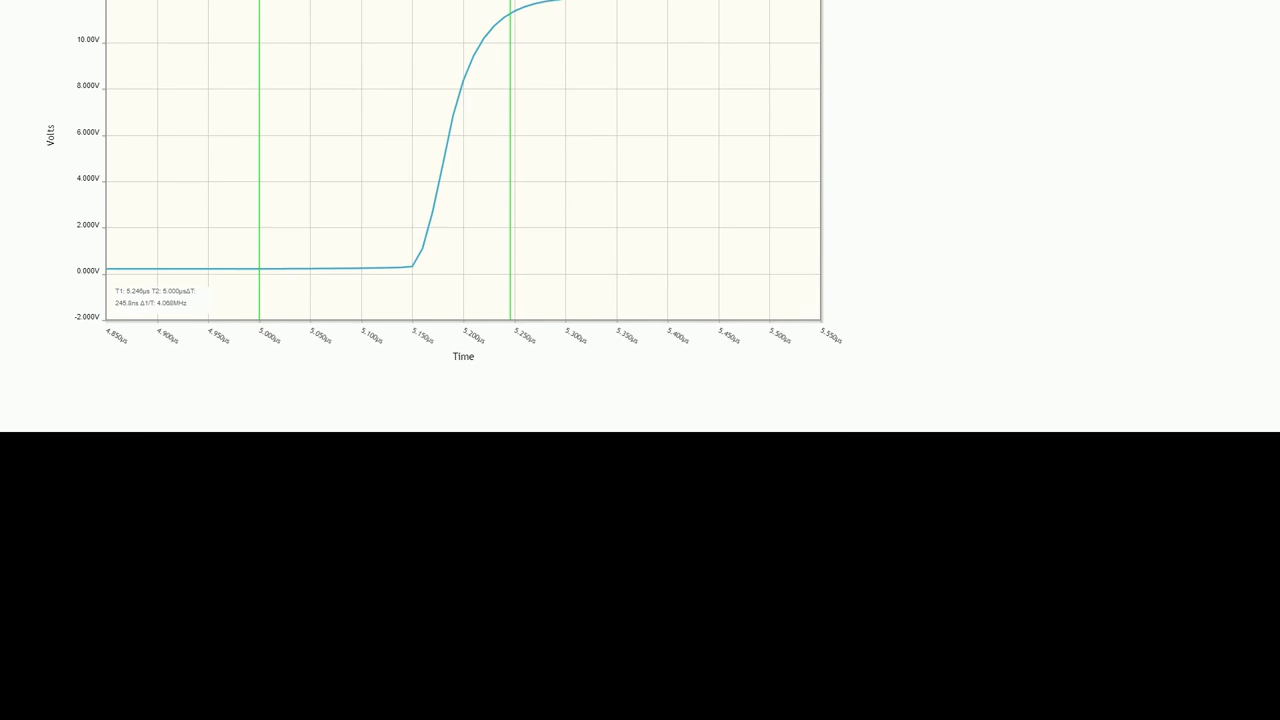 10.00V
8.000V
6.000V
Volts
4.000V
2.000V
0.000V
T1: 5.246µs T2: 5.000µsΔT:
245.8ns Δ1/T: 4.068MHz
-2.000V
4.850µs 4.900µs 4.950µs 5.000µs 5.050µs 5.100µs 5.150µs 5.200µs 5.250µs 5.300µs 5.350µs 5.400µs 5.450µs 5.500µs 5.550µs
Time